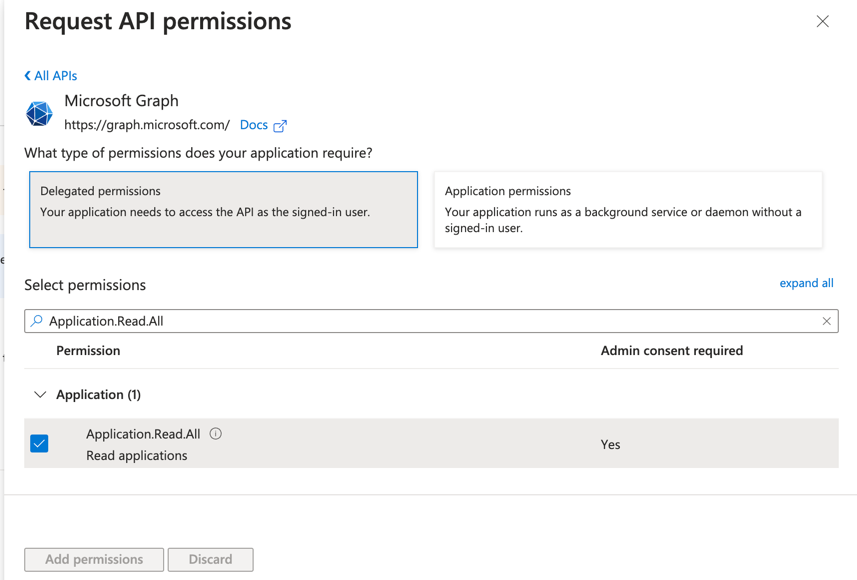 Request API permissions
All APIs
Microsoft Graph
https://graph.microsoft.com/ Docs
What type of permissions does your application require?
Delegated permissions
Your application needs to access the API as the signed-in user.
Application permissions
Your application runs as a background service or daemon without a
signed-in user.
Select permissions
expand all
Application.Read.All
Permission
Admin consent required
Application (1)
Application.Read.All
Read applications
Yes
Add permissions
Discard